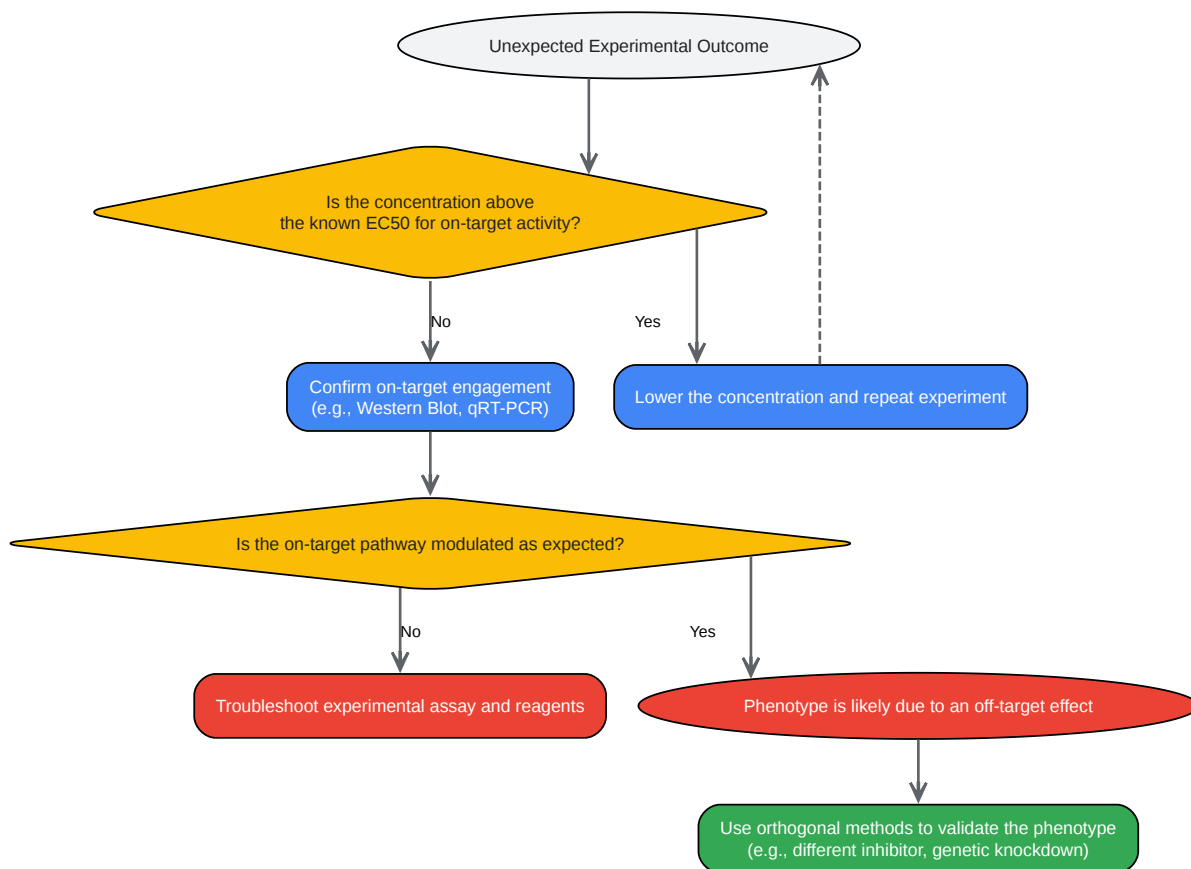 Unexpected Experimental Outcome
Is the concentration above
the known EC50 for on-target activity?
No
Yes
Confirm on-target engagement
(e.g., Western Blot, qRT-PCR)
Lower the concentration and repeat experiment
Is the on-target pathway modulated as expected?
No
Yes
Troubleshoot experimental assay and reagents
Phenotype is likely due to an off-target effect
Use orthogonal methods to validate the phenotype
(e.g., different inhibitor, genetic knockdown)